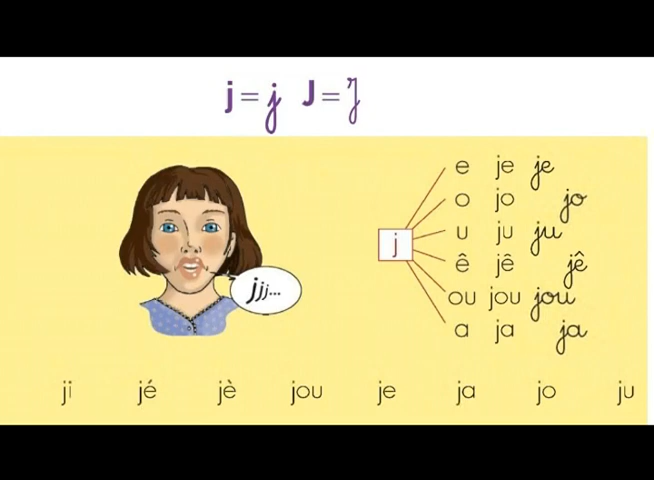 j = j J = J
e je je
o jo jo
u ju ju
j
ê jê jê
jjj...
ou jou jou
a ja ja
ji jé jè jou je ja jo ju